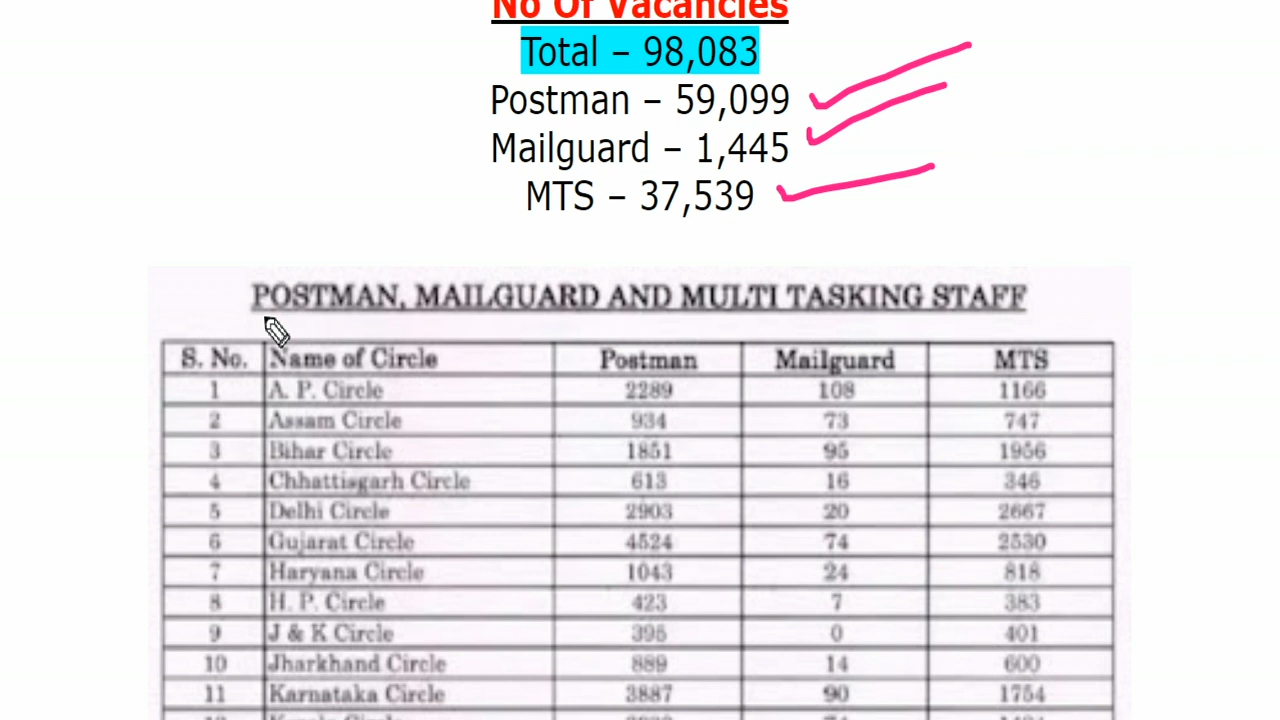 No Of Vacancies
Total – 98,083
Postman – 59,099
Mailguard – 1,445
MTS – 37,539
POSTMAN, MAILGUARD AND MULTI TASKING STAFF
S. No. Name of Circle Postman Mailguard MTS
1 A. P. Circle 2289 108 1166
2 Assam Circle 934 73 747
3 Bihar Circle 1851 95 1956
4 Chhattisgarh Circle 613 16 346
5 Delhi Circle 2903 20 2667
6 Gujarat Circle 4524 74 2530
7 Haryana Circle 1043 24 818
8 H. P. Circle 423 7 383
9 J & K Circle 395 0 401
10 Jharkhand Circle 889 14 600
11 Karnataka Circle 3887 90 1754